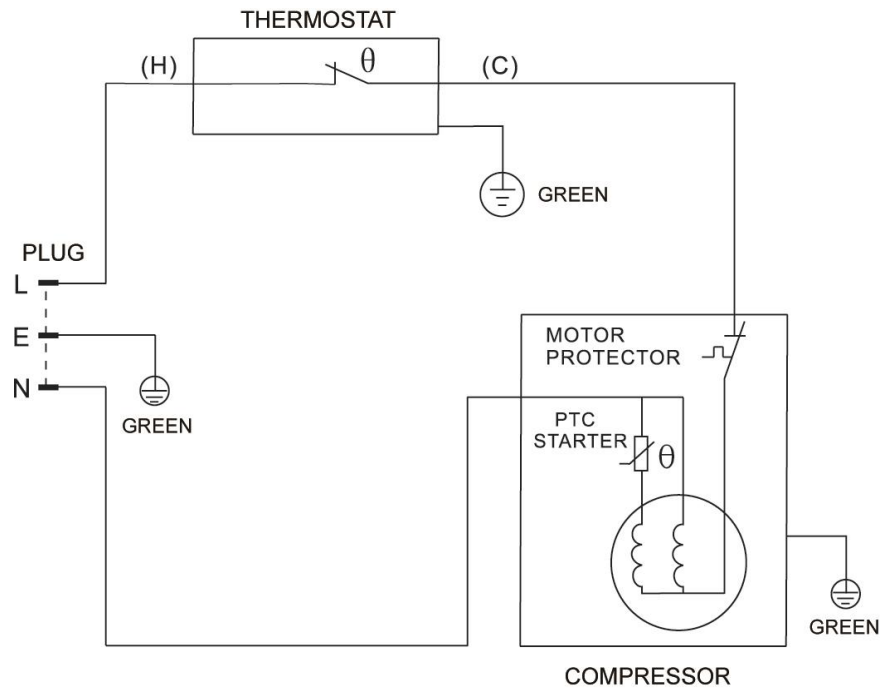 THERMOSTAT
(H)
θ
(C)
GREEN
PLUG
L
E
N
GREEN
MOTOR
PROTECTOR
PTC
STARTER
θ
GREEN
COMPRESSOR